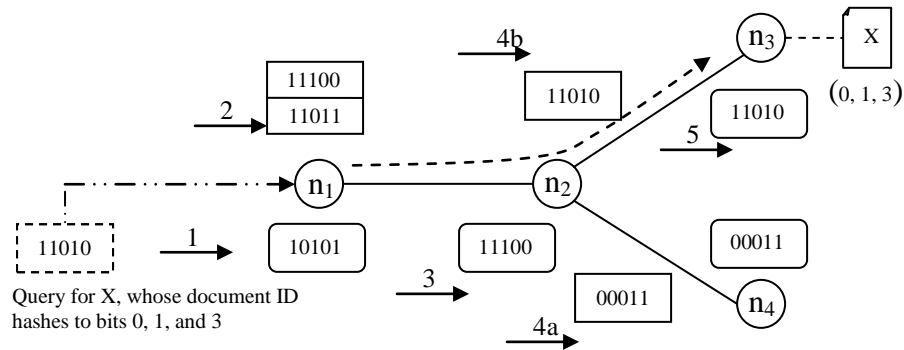 4b
n3
X
(0, 1, 3)
11100
11011
2
11010
11010
5
n1
n2
11010
1
10101
11100
00011
3
00011
n4
4a
Query for X, whose document ID
hashes to bits 0, 1, and 3